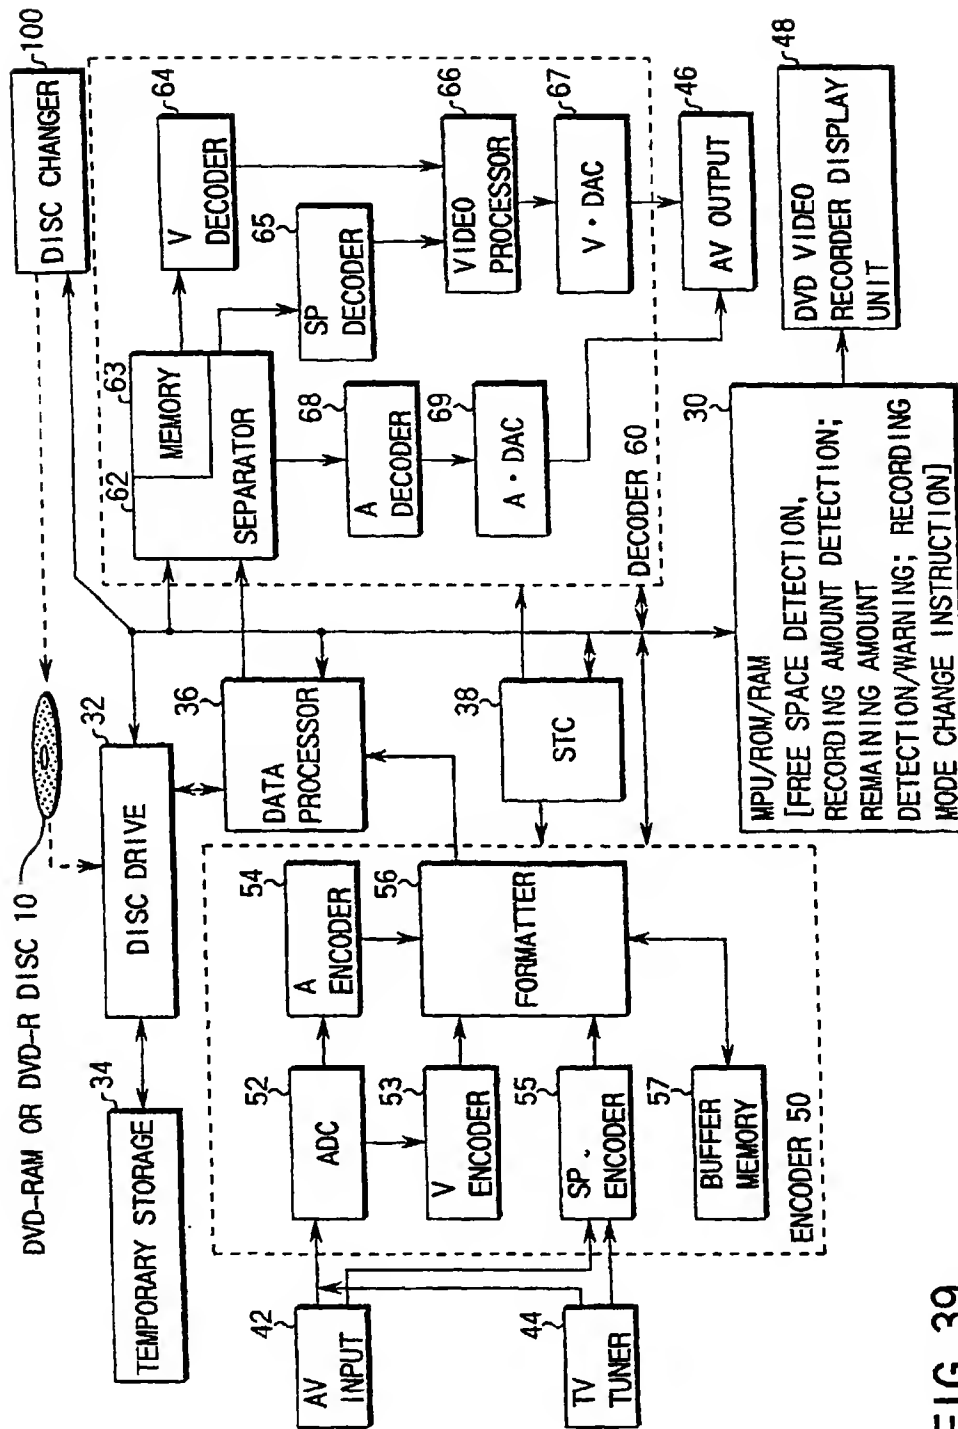 DVD-RAM OR DVD-R DISC 10
DISC CHANGER
100
TEMPORARY STORAGE
34
DISC DRIVE
32
DATA
PROCESSOR
36
STC
38
AV
INPUT
42
TV
TUNER
44
ADC
52
V
ENCODER
53
SP
ENCODER
55
A
ENCODER
54
FORMATTER
56
BUFFER
MEMORY
57
ENCODER 50
SEPARATOR
62
MEMORY
63
V
DECODER
64
SP
DECODER
65
VIDEO
PROCESSOR
66
V・DAC
67
A
DECODER
68
A・DAC
69
DECODER 60
AV OUTPUT
46
DVD VIDEO
RECORDER DISPLAY
UNIT
48
30
MPU/ROM/RAM
[FREE SPACE DETECTION,
RECORDING AMOUNT DETECTION;
REMAINING AMOUNT
DETECTION/WARNING; RECORDING
MODE CHANGE INSTRUCTION]
FIG. 39